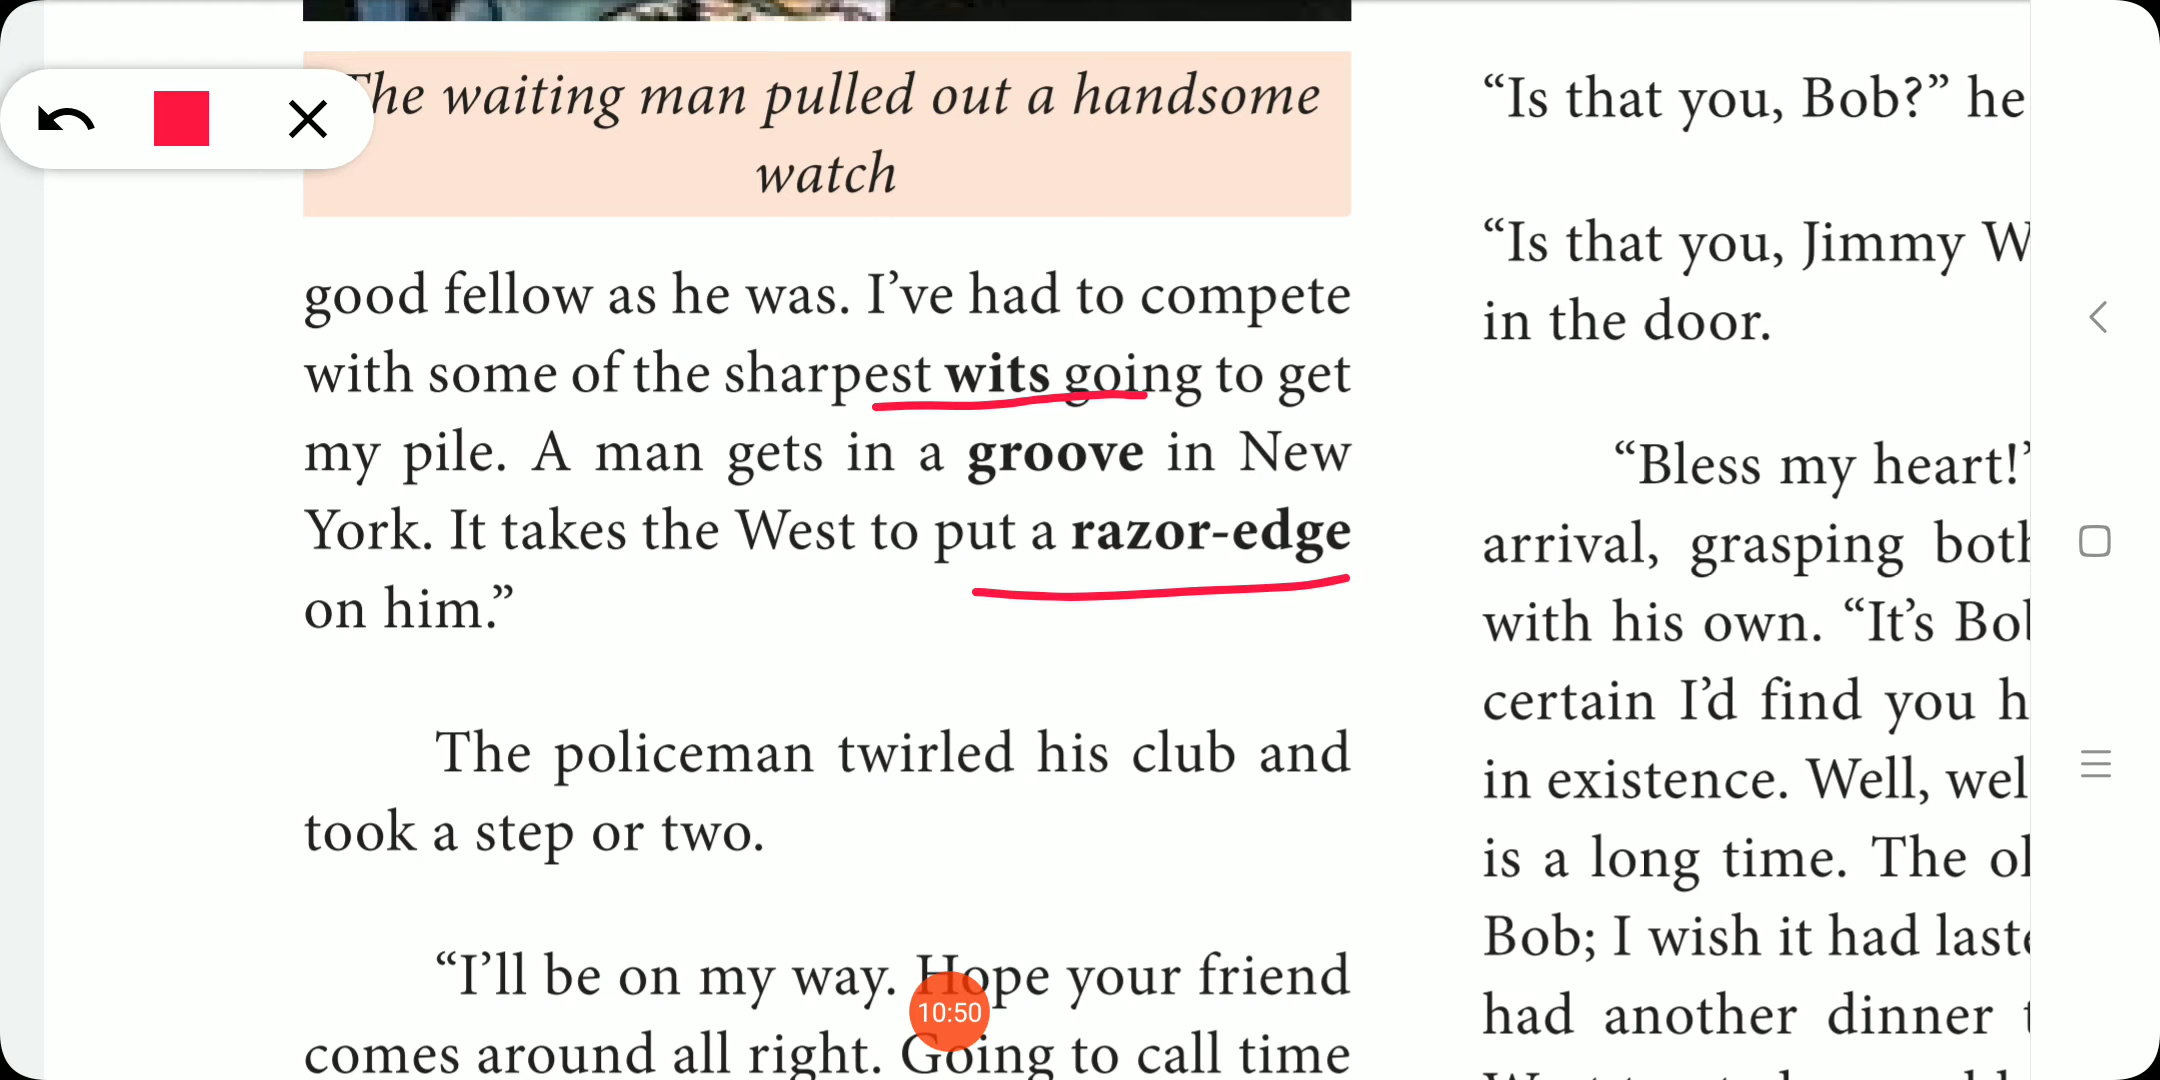 The waiting man pulled out a handsome
watch
good fellow as he was. I’ve had to compete
with some of the sharpest wits going to get
my pile. A man gets in a groove in New
York. It takes the West to put a razor-edge
on him.”
The policeman twirled his club and
took a step or two.
“I’ll be on my way. Hope your friend
comes around all right. Going to call time
10:50
“Is that you, Bob?” he
“Is that you, Jimmy W
in the door.
“Bless my heart!”
arrival, grasping both
with his own. “It’s Bob
certain I’d find you h
in existence. Well, wel
is a long time. The ol
Bob; I wish it had laste
had another dinner t